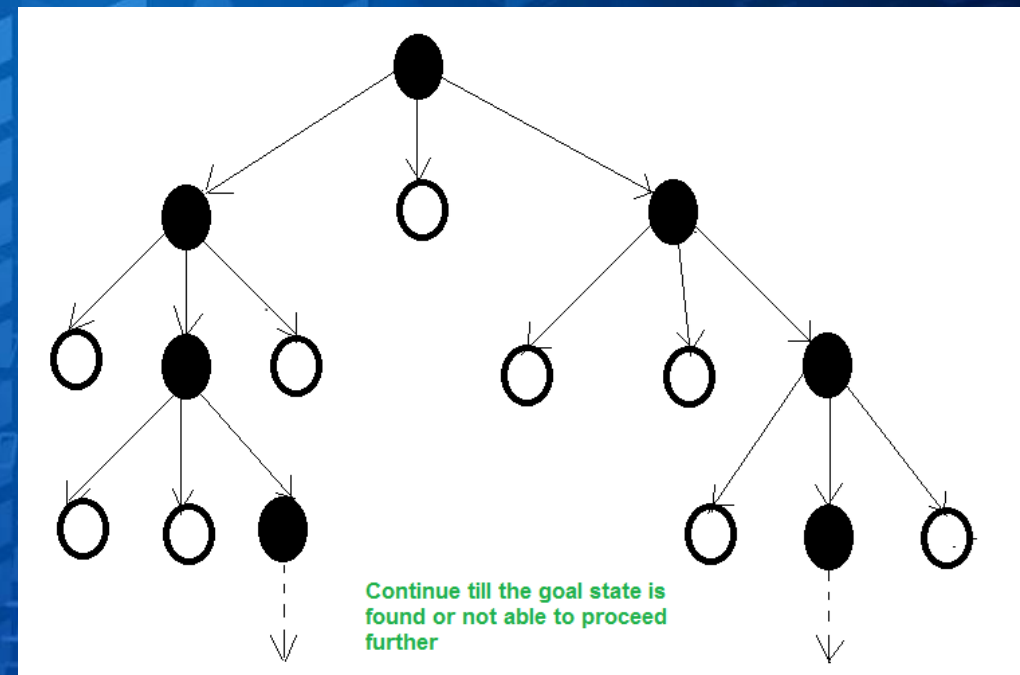 Continue till the goal state is
found or not able to proceed
further